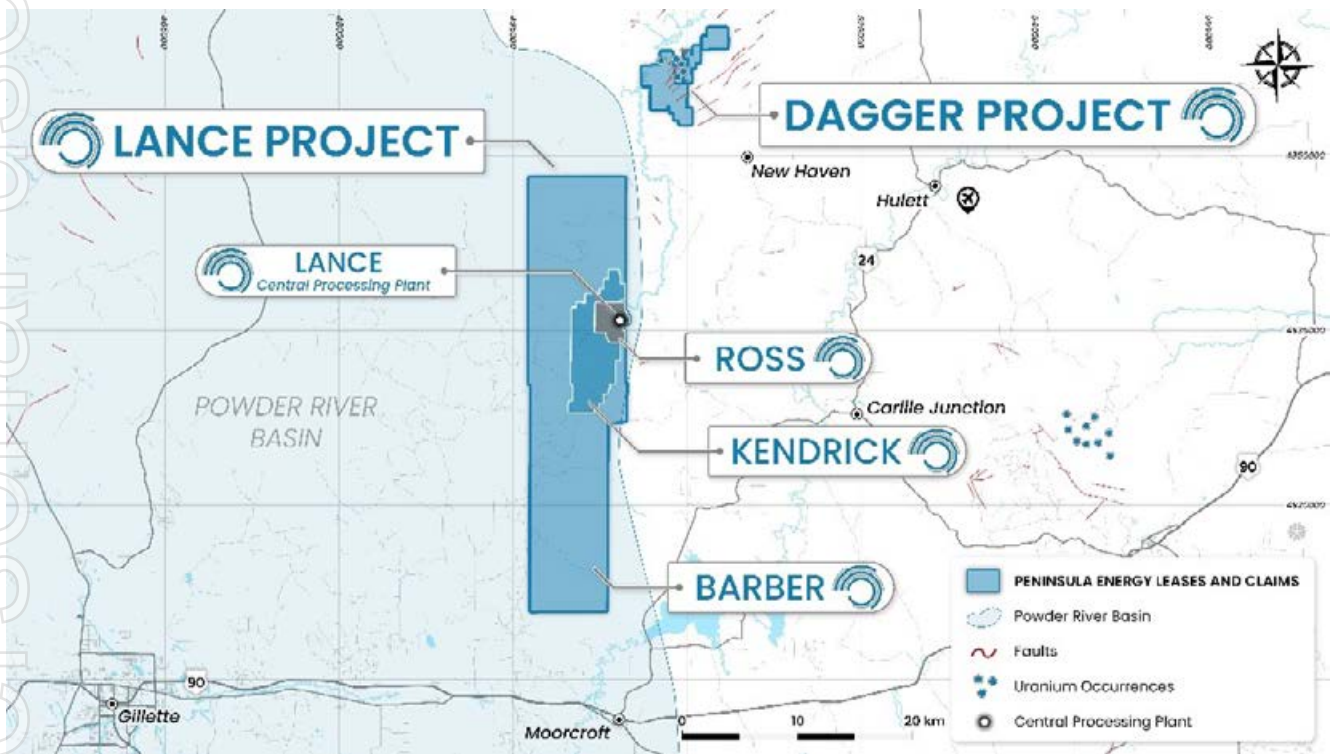 DAGGER PROJECT
LANCE PROJECT
New Haven
Hulett
LANCE
Central Processing Plant
24
ROSS
POWDER RIVER
BASIN
Carlile Junction
KENDRICK
90
BARBER
PENINSULA ENERGY LEASES AND CLAIMS
Powder River Basin
Faults
Uranium Occurrences
Central Processing Plant
90
Gillette
Moorcroft
0 10 20 km